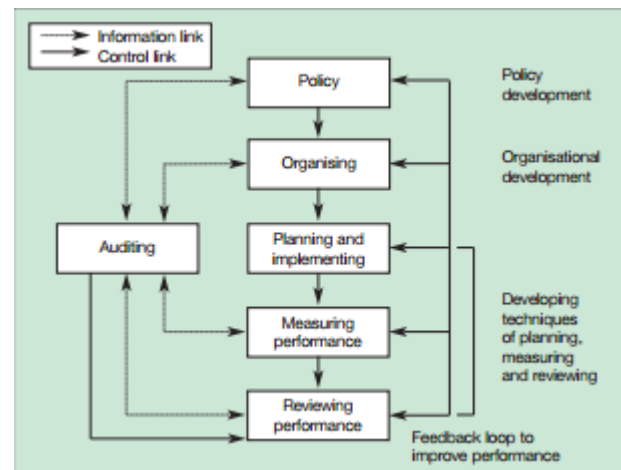 Information link
Control link
Policy
Policy
development
Organising
Organisational
development
Auditing
Planning and
implementing
Measuring
performance
Developing
techniques
of planning,
measuring
and reviewing
Reviewing
performance
Feedback loop to
improve performance